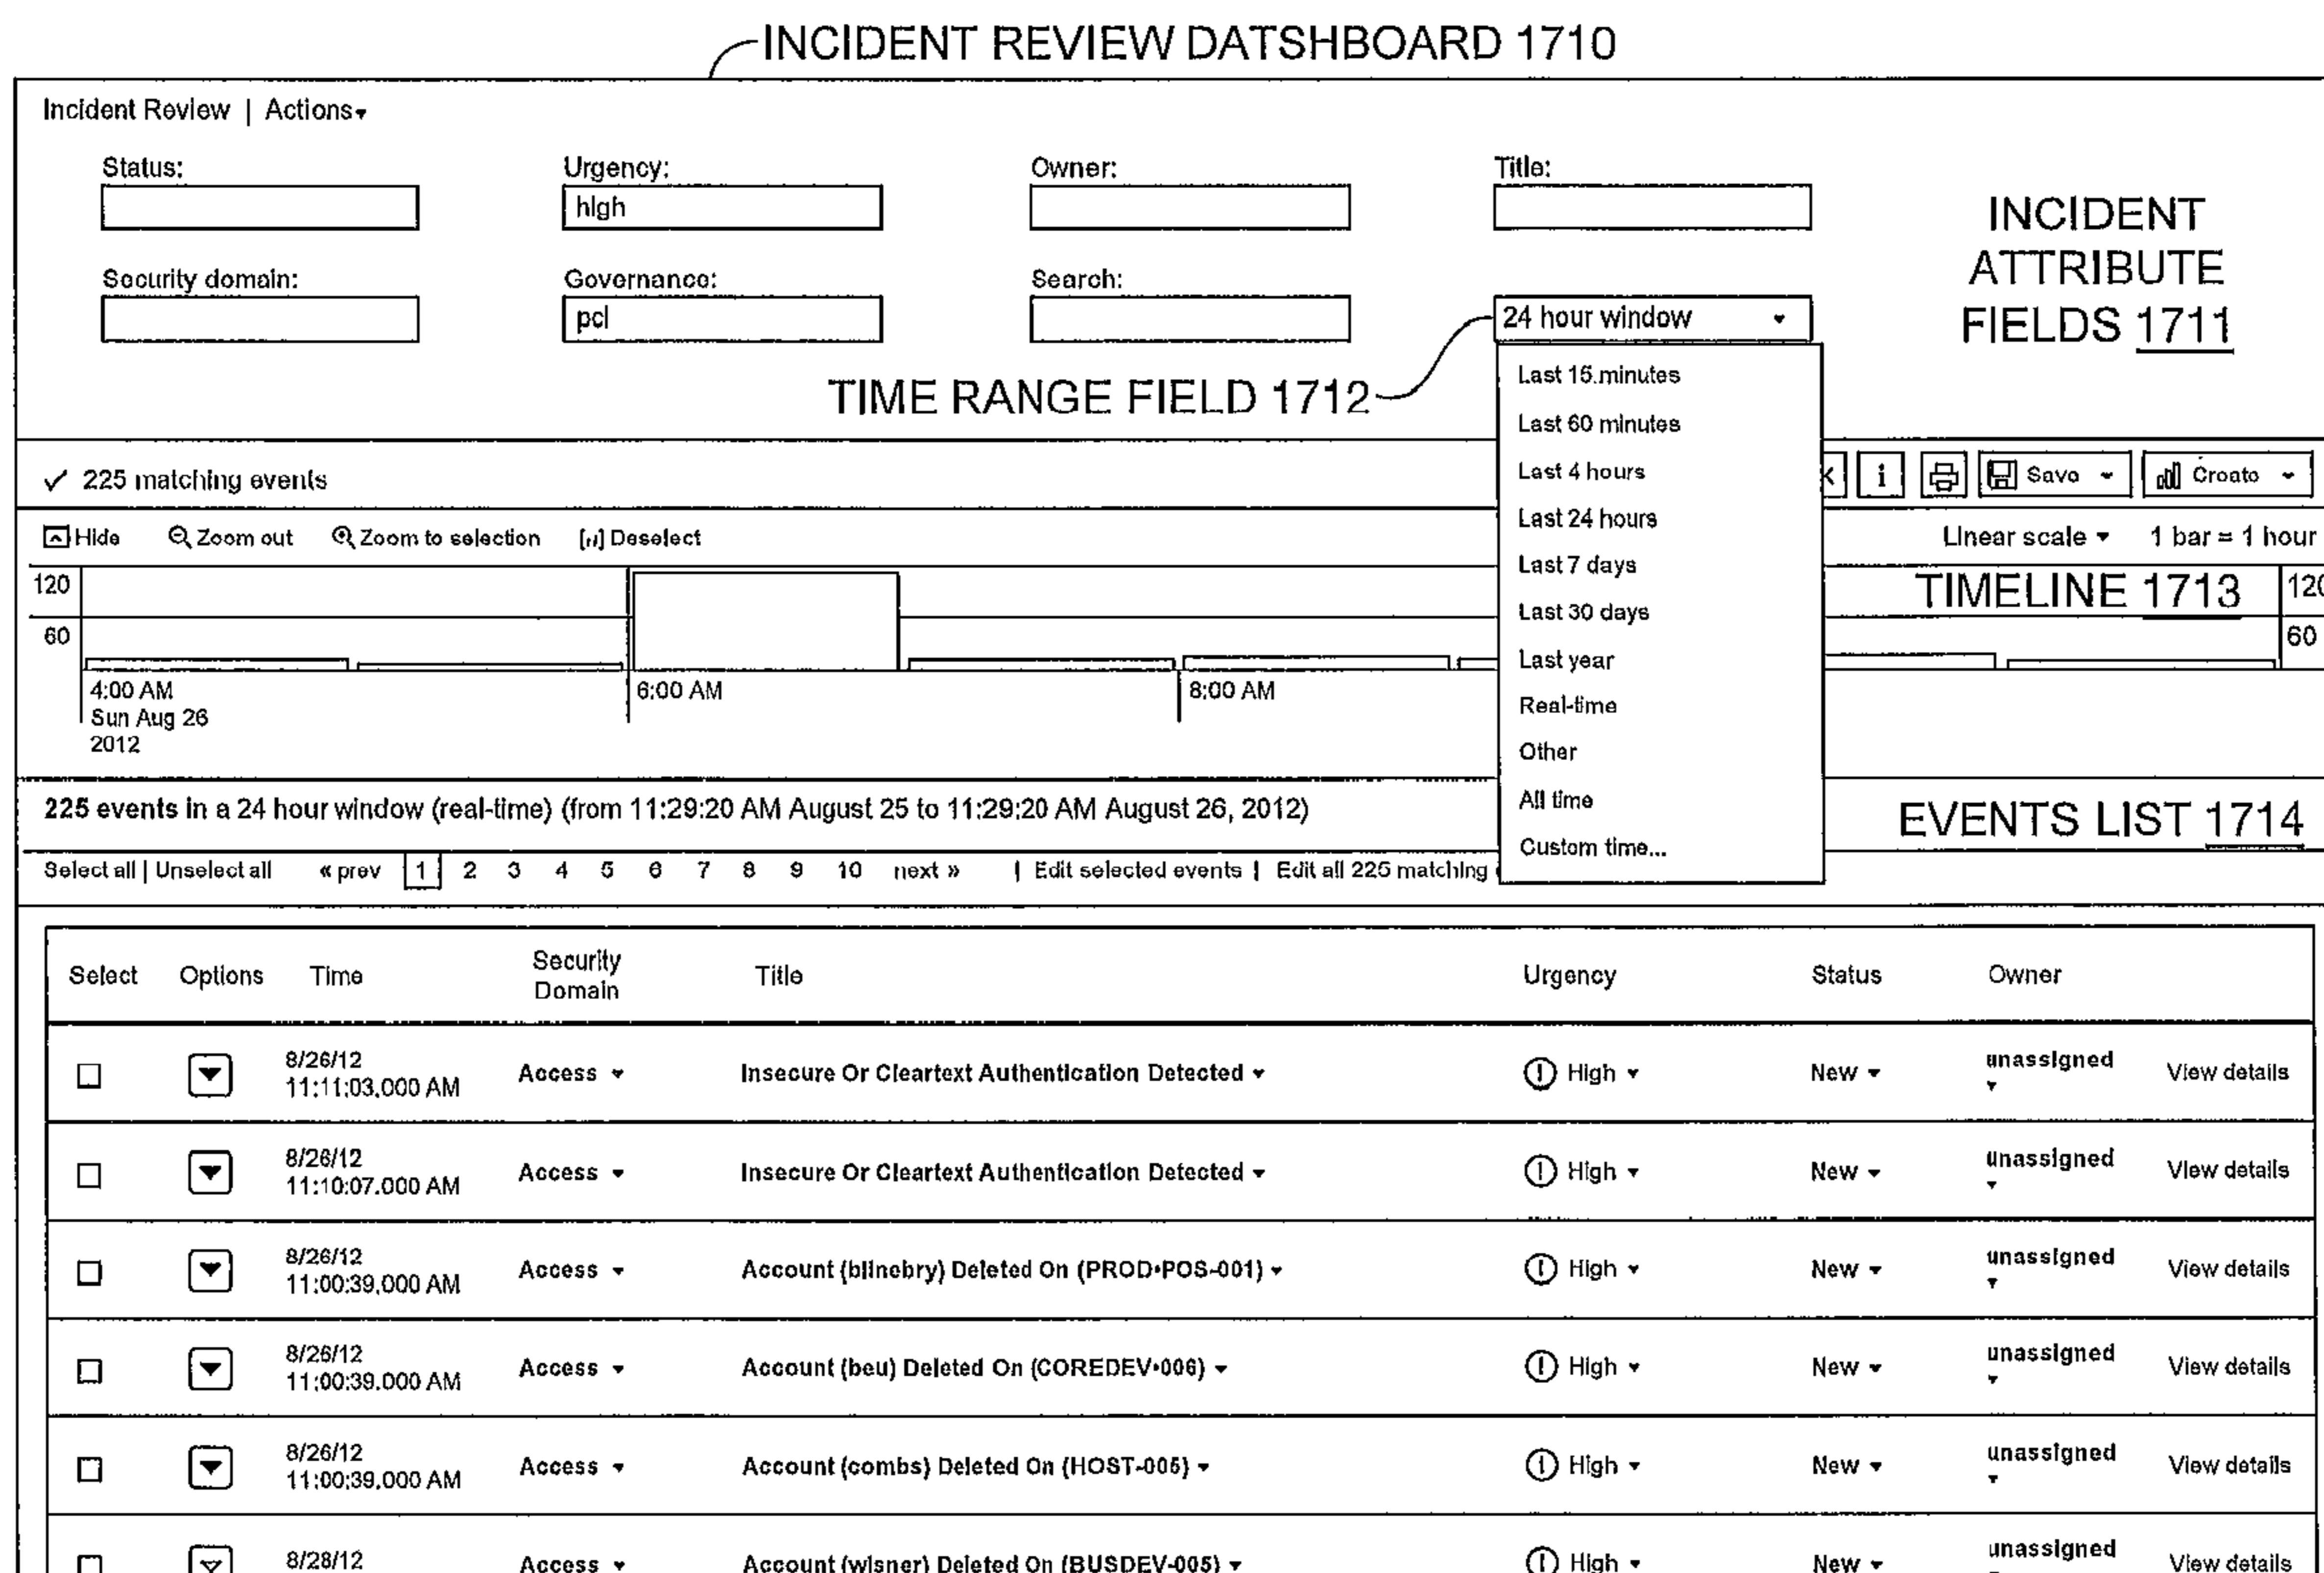 INCIDENT REVIEW DATSHBOARD 1710
Incident Review | Actions
Status:
Urgency:
Owner:
Title:
high
INCIDENT
ATTRIBUTE
FIELDS 1711
Security domain:
Governance:
Search:
pci
24 hour window
TIME RANGE FIELD 1712
Last 15 minutes
Last 60 minutes
Last 4 hours
Last 24 hours
Last 7 days
Last 30 days
Last year
Real-time
Other
All time
Custom time...
225 matching events
i
Save
Create
Hide
Zoom out
Zoom to selection
Deselect
Linear scale
1 bar = 1 hour
TIMELINE 1713
120
60
120
60
4:00 AM
Sun Aug 26
2012
6:00 AM
8:00 AM
225 events in a 24 hour window (real-time) (from 11:29:20 AM August 25 to 11:29:20 AM August 26, 2012)
EVENTS LIST 1714
Select all | Unselect all « prev 1 2 3 4 5 6 7 8 9 10 next » | Edit selected events | Edit all 225 matching
Select Options Time Security Domain Title Urgency Status Owner
8/26/12 11:11:03.000 AM Access Insecure Or Cleartext Authentication Detected High New unassigned View details
8/26/12 11:10:07.000 AM Access Insecure Or Cleartext Authentication Detected High New unassigned View details
8/26/12 11:00:39.000 AM Access Account (blinebry) Deleted On (PROD-POS-001) High New unassigned View details
8/26/12 11:00:39.000 AM Access Account (beu) Deleted On (COREDEV-006) High New unassigned View details
8/26/12 11:00:39.000 AM Access Account (combs) Deleted On (HOST-005) High New unassigned View details
8/28/12 Access Account (wisner) Deleted On (BUSDEV-005) High New unassigned View details